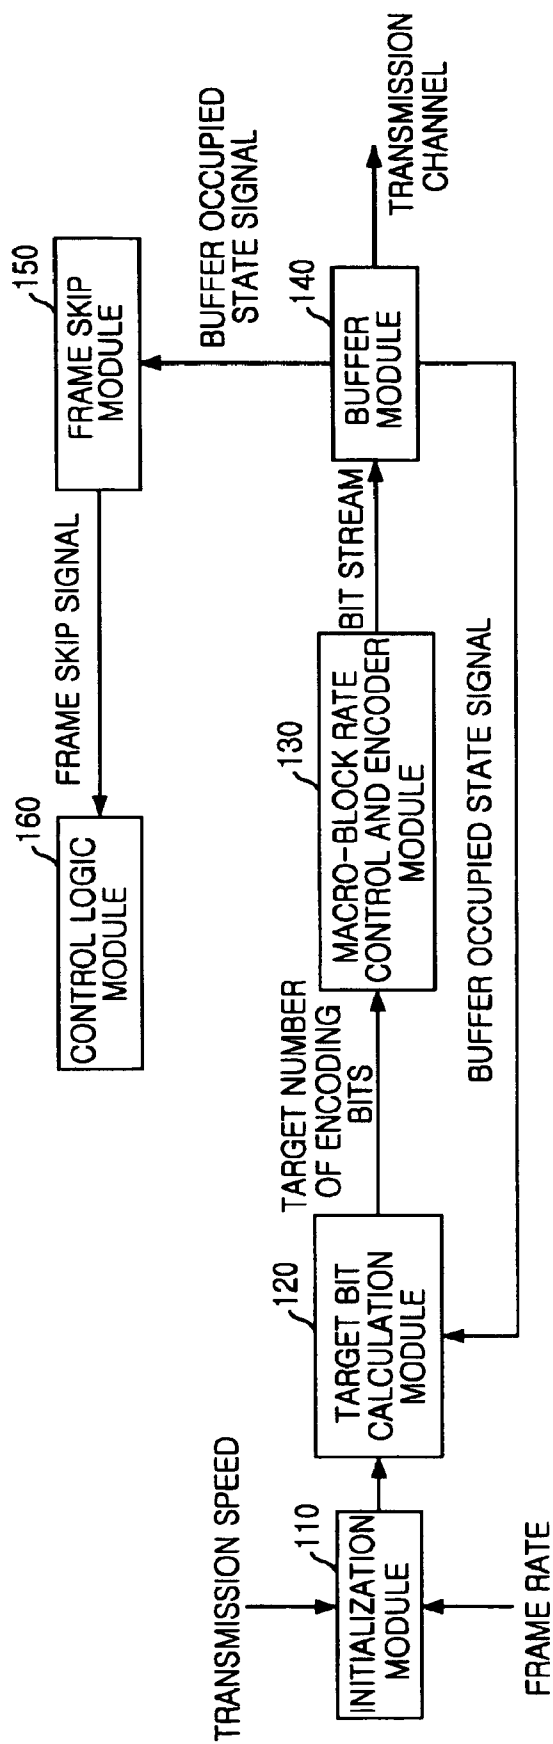 160
CONTROL LOGIC
MODULE
FRAME SKIP SIGNAL
150
FRAME SKIP
MODULE
BUFFER OCCUPIED
STATE SIGNAL
TRANSMISSION SPEED
110
INITIALIZATION
MODULE
FRAME RATE
120
TARGET BIT
CALCULATION
MODULE
TARGET NUMBER
OF ENCODING
BITS
130
MACRO-BLOCK RATE
CONTROL AND ENCODER
MODULE
BIT STREAM
140
BUFFER
MODULE
TRANSMISSION
CHANNEL
BUFFER OCCUPIED STATE SIGNAL